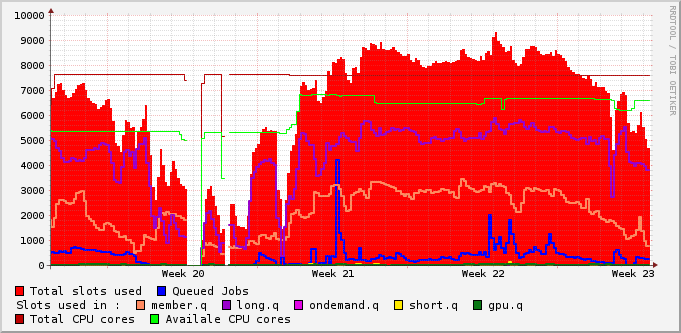 10000
9000
8000
7000
6000
5000
4000
3000
2000
1000
0
Week 20 Week 21 Week 22 Week 23
Total slots used Queued Jobs
Slots used in : member.q long.q ondemand.q short.q gpu.q
Total CPU cores Availale CPU cores
RRDTOOL / TOBI OETIKER